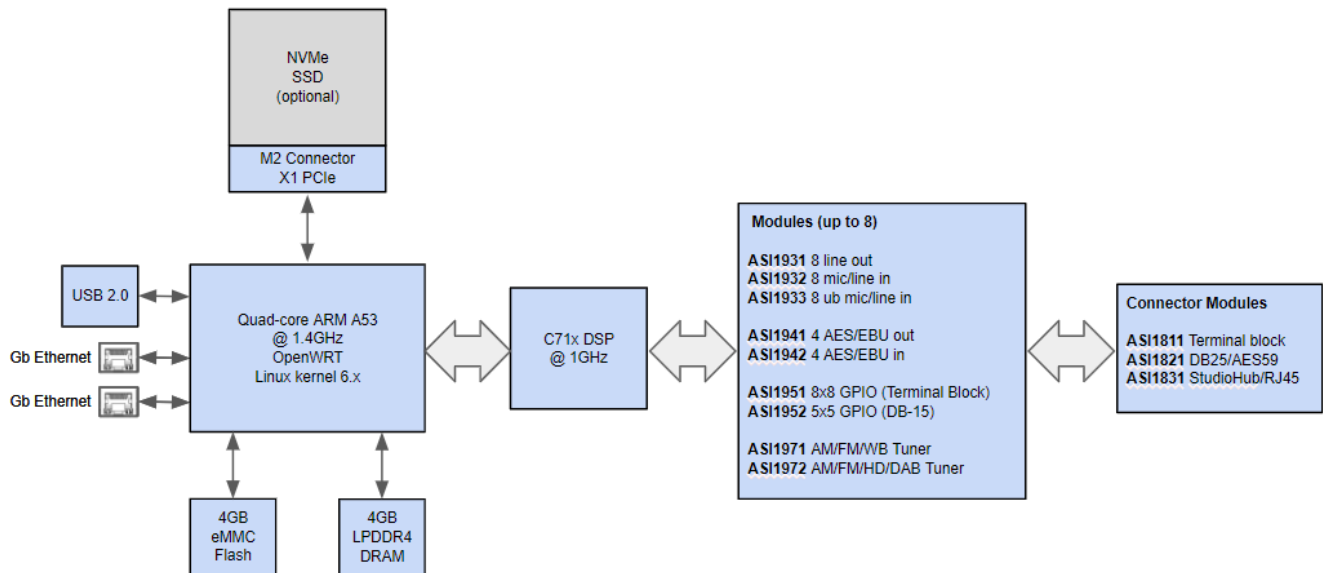 NVMe
SSD
(optional)
M2 Connector
X1 PCIe
USB 2.0
Gb Ethernet
Gb Ethernet
Quad-core ARM A53
@ 1.4GHz
OpenWRT
Linux kernel 6.x
4GB
eMMC
Flash
4GB
LPDDR4
DRAM
C71x DSP
@ 1GHz
Modules (up to 8)
ASI1931 8 line out
ASI1932 8 mic/line in
ASI1933 8 ub mic/line in
ASI1941 4 AES/EBU out
ASI1942 4 AES/EBU in
ASI1951 8x8 GPIO (Terminal Block)
ASI1952 5x5 GPIO (DB-15)
ASI1971 AM/FM/WB Tuner
ASI1972 AM/FM/HD/DAB Tuner
Connector Modules
ASI1811 Terminal block
ASI1821 DB25/AES59
ASI1831 StudioHub/RJ45